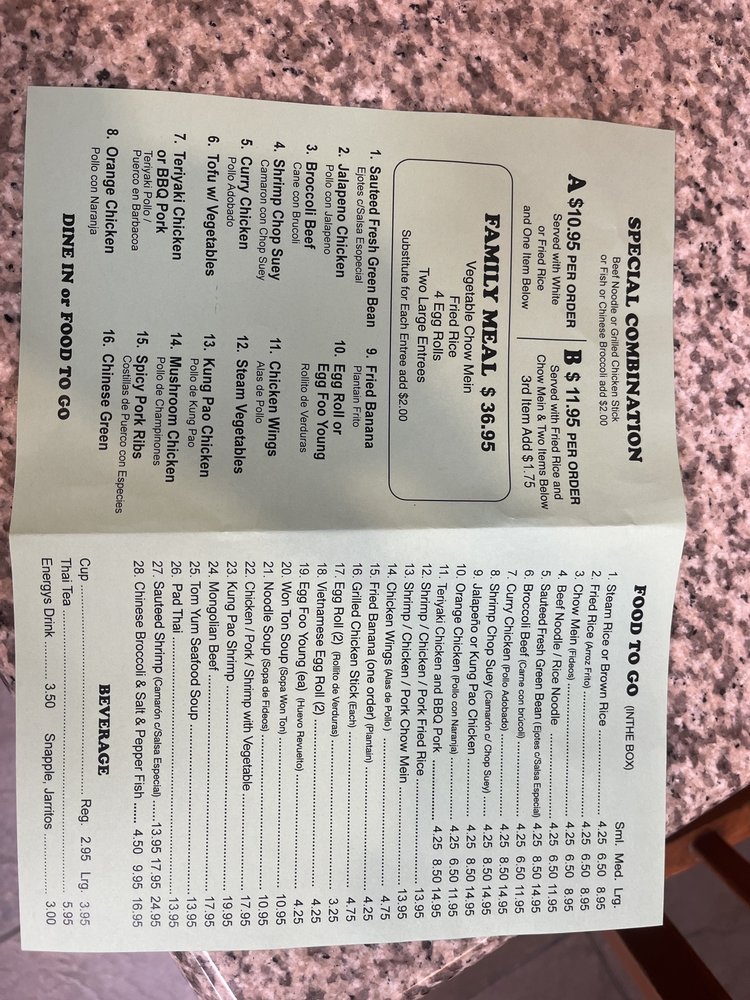 SPECIAL COMBINATION
Beef Noodle or Grilled Chicken Stick
or Fish or Chinese Broccoli add $2.00
A $10.95 PER ORDER
Served with White
or Fried Rice
and One Item Below
B $ 11.95 PER ORDER
Served with Fried Rice and
Chow Mein & Two Items Below
3rd Item Add $1.75
FAMILY MEAL $ 36.95
Vegetable Chow Mein
Fried Rice
4 Egg Rolls
Two Large Entrees
Substitute for Each Entree add $2.00
1. Sauteed Fresh Green Bean
Ejotes c/Salsa Esopecial
2. Jalapeno Chicken
Pollo con Jalapeno
3. Broccoli Beef
Cane con Brucoli
4. Shrimp Chop Suey
Camaron con Chop Suey
5. Curry Chicken
Pollo Adobado
6. Tofu w/ Vegetables
7. Teriyaki Chicken
or BBQ Pork
Teriyaki Pollo /
Puerco en Barbacoa
8. Orange Chicken
Pollo con Naranja
9. Fried Banana
Plantain Frito
10. Egg Roll or
Egg Foo Young
Rollito de Verduras
11. Chicken Wings
Alas de Pollo
12. Steam Vegetables
13. Kung Pao Chicken
Pollo de Kung Pao
14. Mushroom Chicken
Pollo de Champinones
15. Spicy Pork Ribs
Costillas de Puerco con Especies
16. Chinese Green
DINE IN or FOOD TO GO
FOOD TO GO (INTHE BOX)
Sml. Med. Lrg.
1. Steam Rice or Brown Rice ..... 4.25 6.50 8.95
2. Fried Rice (Arroz Frito) ..... 4.25 6.50 8.95
3. Chow Mein (Fideos) ..... 4.25 6.50 8.95
4. Beef Noodle / Rice Noodle ..... 4.25 6.50 11.95
5. Sauteed Fresh Green Bean (Ejotes c/Salsa Especial) 4.25 8.50 14.95
6. Broccoli Beef (Carne con brúcoli) ..... 4.25 6.50 11.95
7. Curry Chicken (Pollo Adobado) ..... 4.25 8.50 14.95
8. Shrimp Chop Suey (Camarón c/ Chop Suey) ..... 4.25 8.50 14.95
9. Jalapeño or Kung Pao Chicken ..... 4.25 8.50 14.95
10. Orange Chicken (Pollo con Naranja) ..... 4.25 6.50 11.95
11. Teriyaki Chicken and BBQ Pork ..... 4.25 8.50 14.95
12. Shrimp / Chicken / Pork Fried Rice ..... 13.95
13 Shrimp / Chicken / Pork Chow Mein ..... 13.95
14. Chicken Wings (Alas de Pollo) ..... 4.75
15. Fried Banana (one order) (Plantain) ..... 4.25
16. Grilled Chicken Stick (Each) ..... 4.75
17. Egg Roll (2) (Rollito de Verduras) ..... 3.25
18. Vietnamese Egg Roll (2) ..... 4.25
19. Egg Foo Young (ea) (Huevo Revuelto) ..... 4.25
20 Won Ton Soup (Sopa Won Ton) ..... 10.95
21. Noodle Soup (Sopa de Fideos) ..... 10.95
22. Chicken / Pork / Shrimp with Vegetable ..... 17.95
23. Kung Pao Shrimp ..... 19.95
24. Mongolian Beef ..... 17.95
25. Tom Yum Seafood Soup ..... 13.95
26. Pad Thai ..... 13.95
27 Sauteed Shrimp (Camarón c/Salsa Especial) ..... 13.95 17.95 24.95
28. Chinese Broccoli & Salt & Pepper Fish ..... 4.50 9.95 16.95
BEVERAGE
Cup ..... Reg. 2.95 Lrg. 3.95
Thai Tea ..... 5.95
Energys Drink ..... 3.50 Snapple, Jarritos ..... 3.00